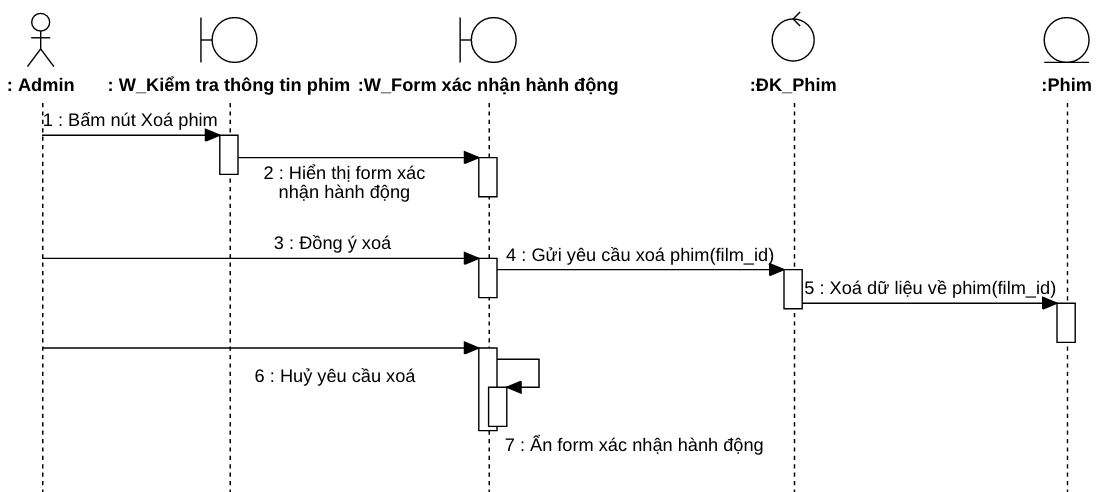 : Admin
: W_Kiểm tra thông tin phim
:W_Form xác nhận hành động
:ĐK_Phim
:Phim
1 : Bấm nút Xoá phim
2 : Hiển thị form xác
nhận hành động
3 : Đồng ý xoá
4 : Gửi yêu cầu xoá phim(film_id)
5 : Xoá dữ liệu về phim(film_id)
6 : Huỷ yêu cầu xoá
7 : Ẩn form xác nhận hành động